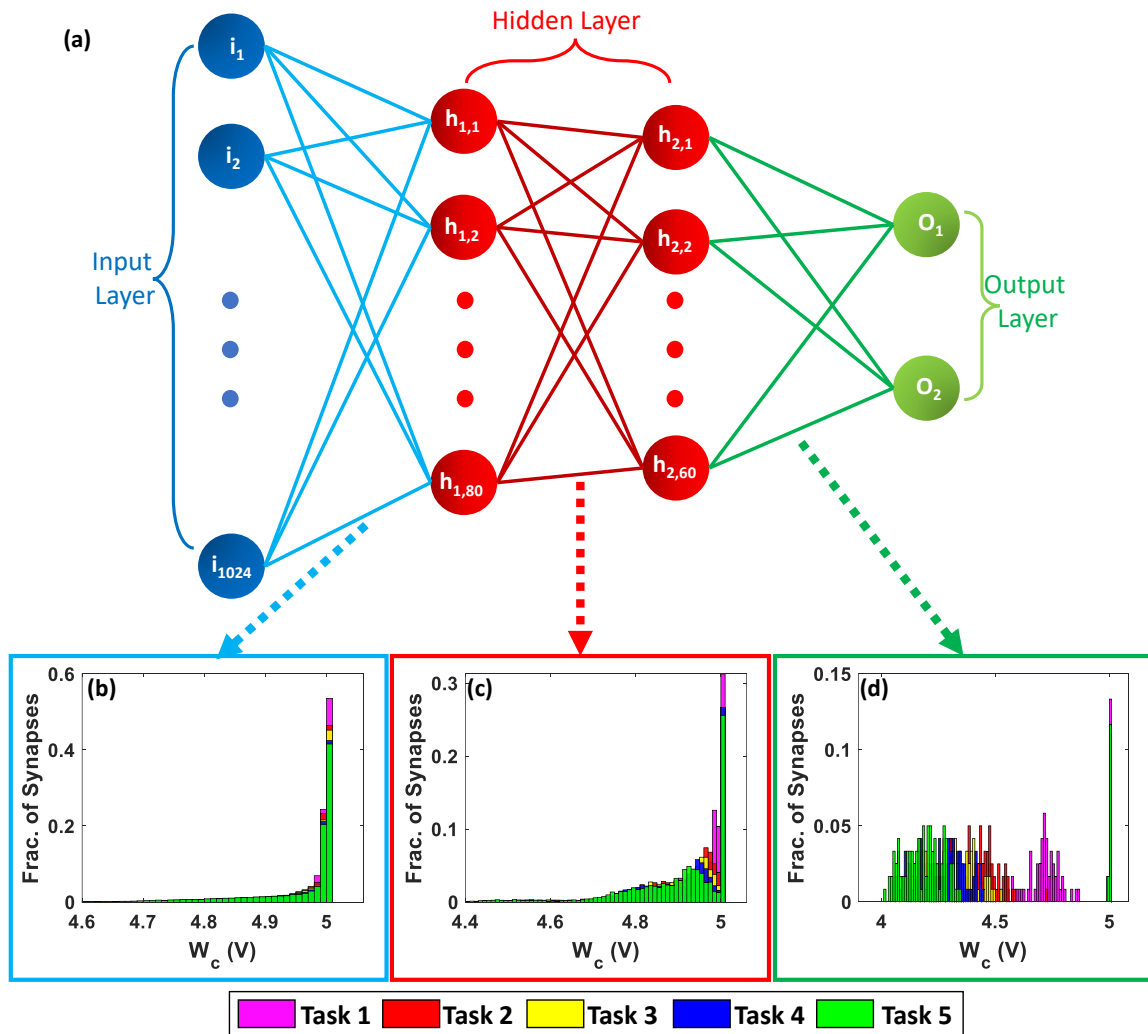 (a)
Hidden Layer
i1
i2
i1024
Input
Layer
h1,1
h1,2
h1,80
h2,1
h2,2
h2,60
O1
O2
Output
Layer
(b)
0.6
0.4
0.2
0
Frac. of Synapses
4.6 4.7 4.8 4.9 5
W_c (V)
(c)
0.3
0.2
0.1
0
Frac. of Synapses
4.4 4.6 4.8 5
W_c (V)
(d)
0.15
0.1
0.05
0
Frac. of Synapses
4 4.5 5
W_c (V)
Task 1 Task 2 Task 3 Task 4 Task 5